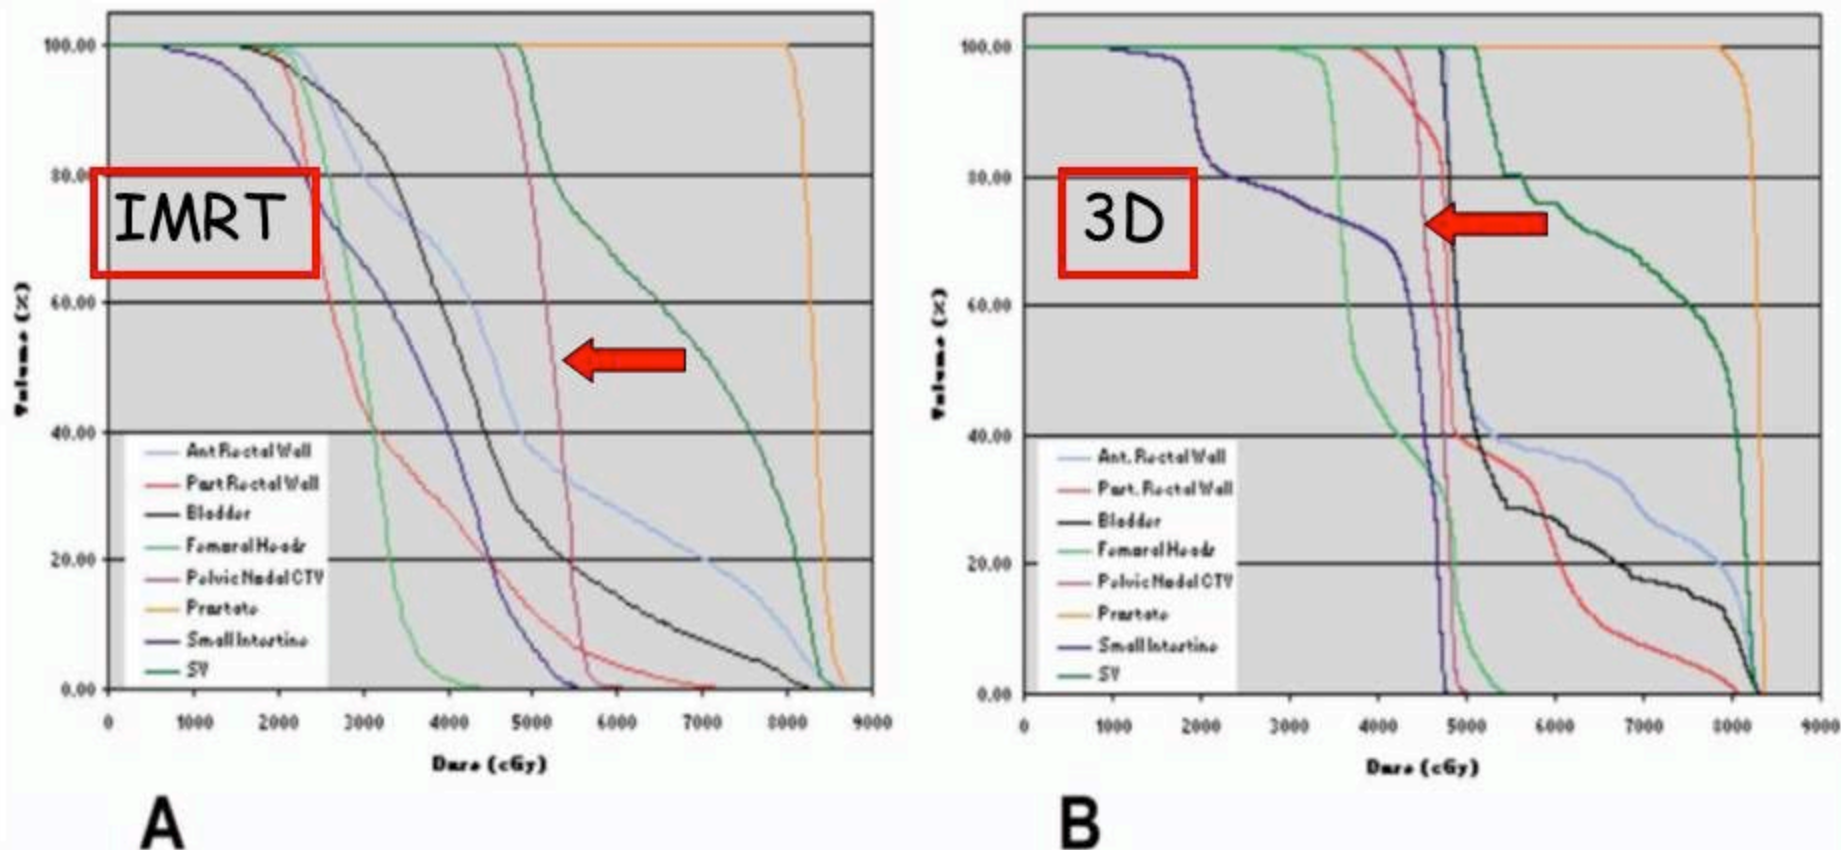 100.00
80.00
60.00
40.00
20.00
0.00
IMRT
Volume (%)
Ant Rectal Wall
Part Rectal Wall
Bladder
Femoral Heads
Pelvic Nodal CTV
Prostate
Small Intestine
SV
0 1000 2000 3000 4000 5000 6000 7000 8000 9000
Dose (cGy)
A
100.00
80.00
60.00
40.00
20.00
0.00
3D
Volume (%)
Ant. Rectal Wall
Part. Rectal Wall
Bladder
Femoral Heads
Pelvic Nodal CTV
Prostate
Small Intestine
SV
0 1000 2000 3000 4000 5000 6000 7000 8000 9000
Dose (cGy)
B